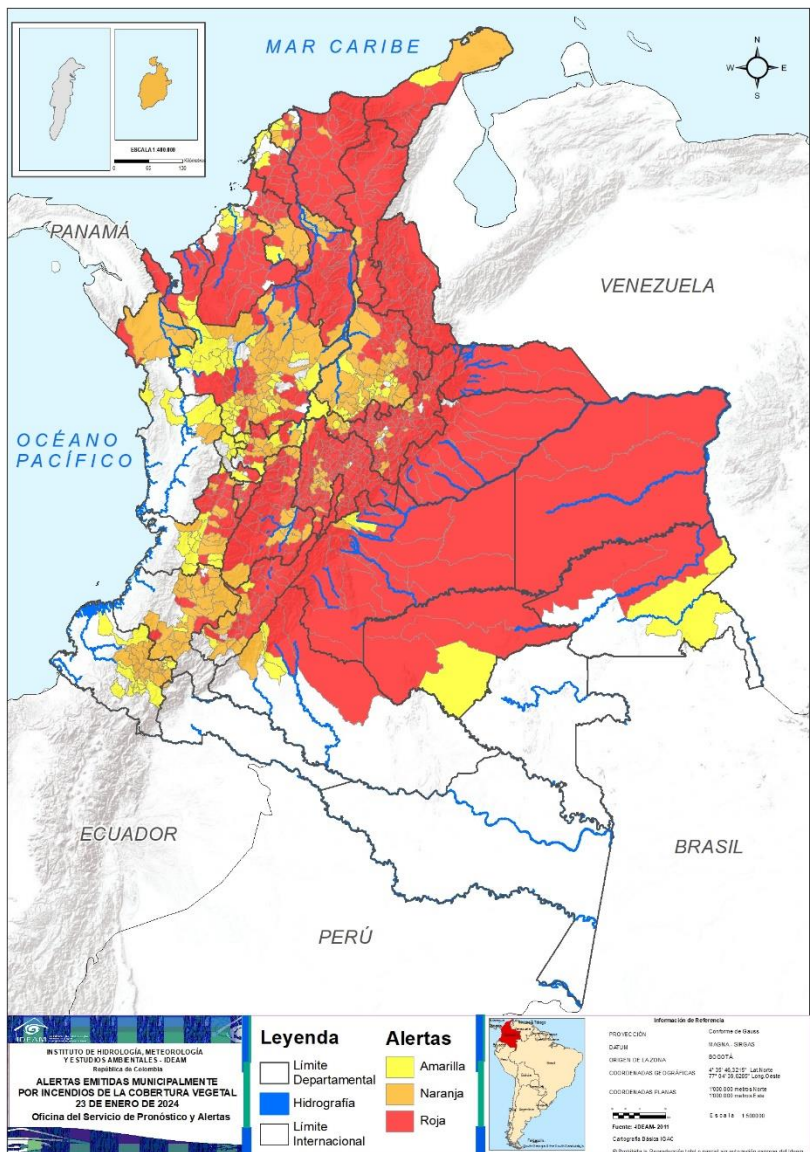 MAR CARIBE
N
W
E
S
ESCALA 1:400.000
PANAMÁ
VENEZUELA
OCÉANO
PACÍFICO
ECUADOR
BRASIL
PERÚ
IDEAM
INSTITUTO DE HIDROLOGÍA, METEOROLOGÍA
Y ESTUDIOS AMBIENTALES - IDEAM
República de Colombia
ALERTAS EMITIDAS MUNICIPALMENTE
POR INCENDIOS DE LA COBERTURA VEGETAL
23 DE ENERO DE 2024
Oficina del Servicio de Pronóstico y Alertas
Leyenda
Límite
Departamental
Hidrografía
Límite
Internacional
Alertas
Amarilla
Naranja
Roja
Información de Referencia
PROYECCIÓN Conforme de Gauss
DATUM MAGNA - SIRGAS
ORIGEN DE LA ZONA BOGOTÁ
COORDENADAS GEOGRÁFICAS
COORDENADAS PLANAS
Escala
Fuente: IDEAM-2011
Cartografía Básica IGAC